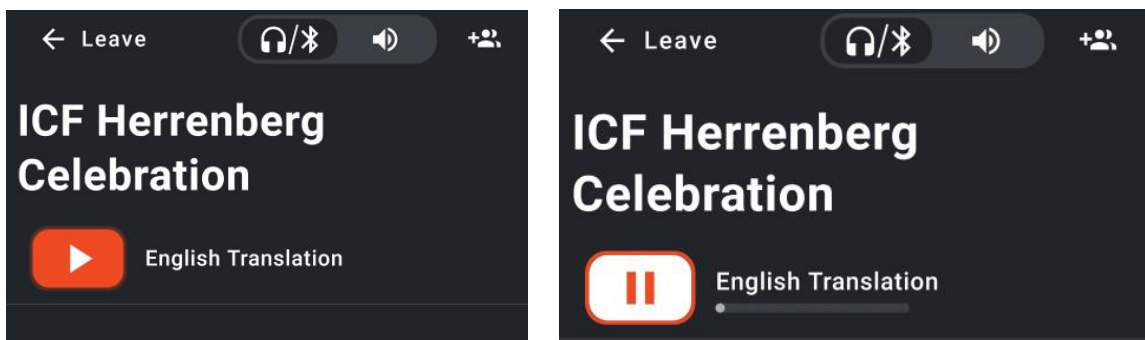 ← Leave
ICF Herrenberg
Celebration
English Translation
← Leave
ICF Herrenberg
Celebration
English Translation